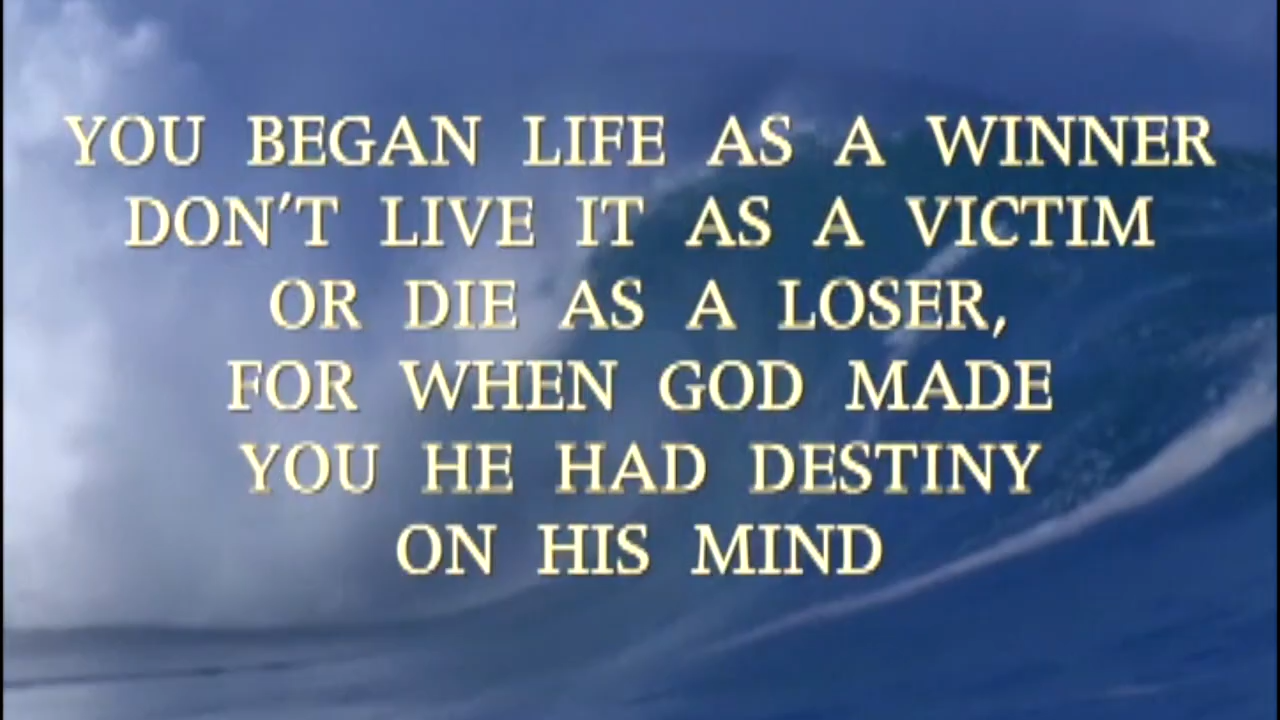 YOU BEGAN LIFE AS A WINNER
DON'T LIVE IT AS A VICTIM
OR DIE AS A LOSER,
FOR WHEN GOD MADE
YOU HE HAD DESTINY
ON HIS MIND